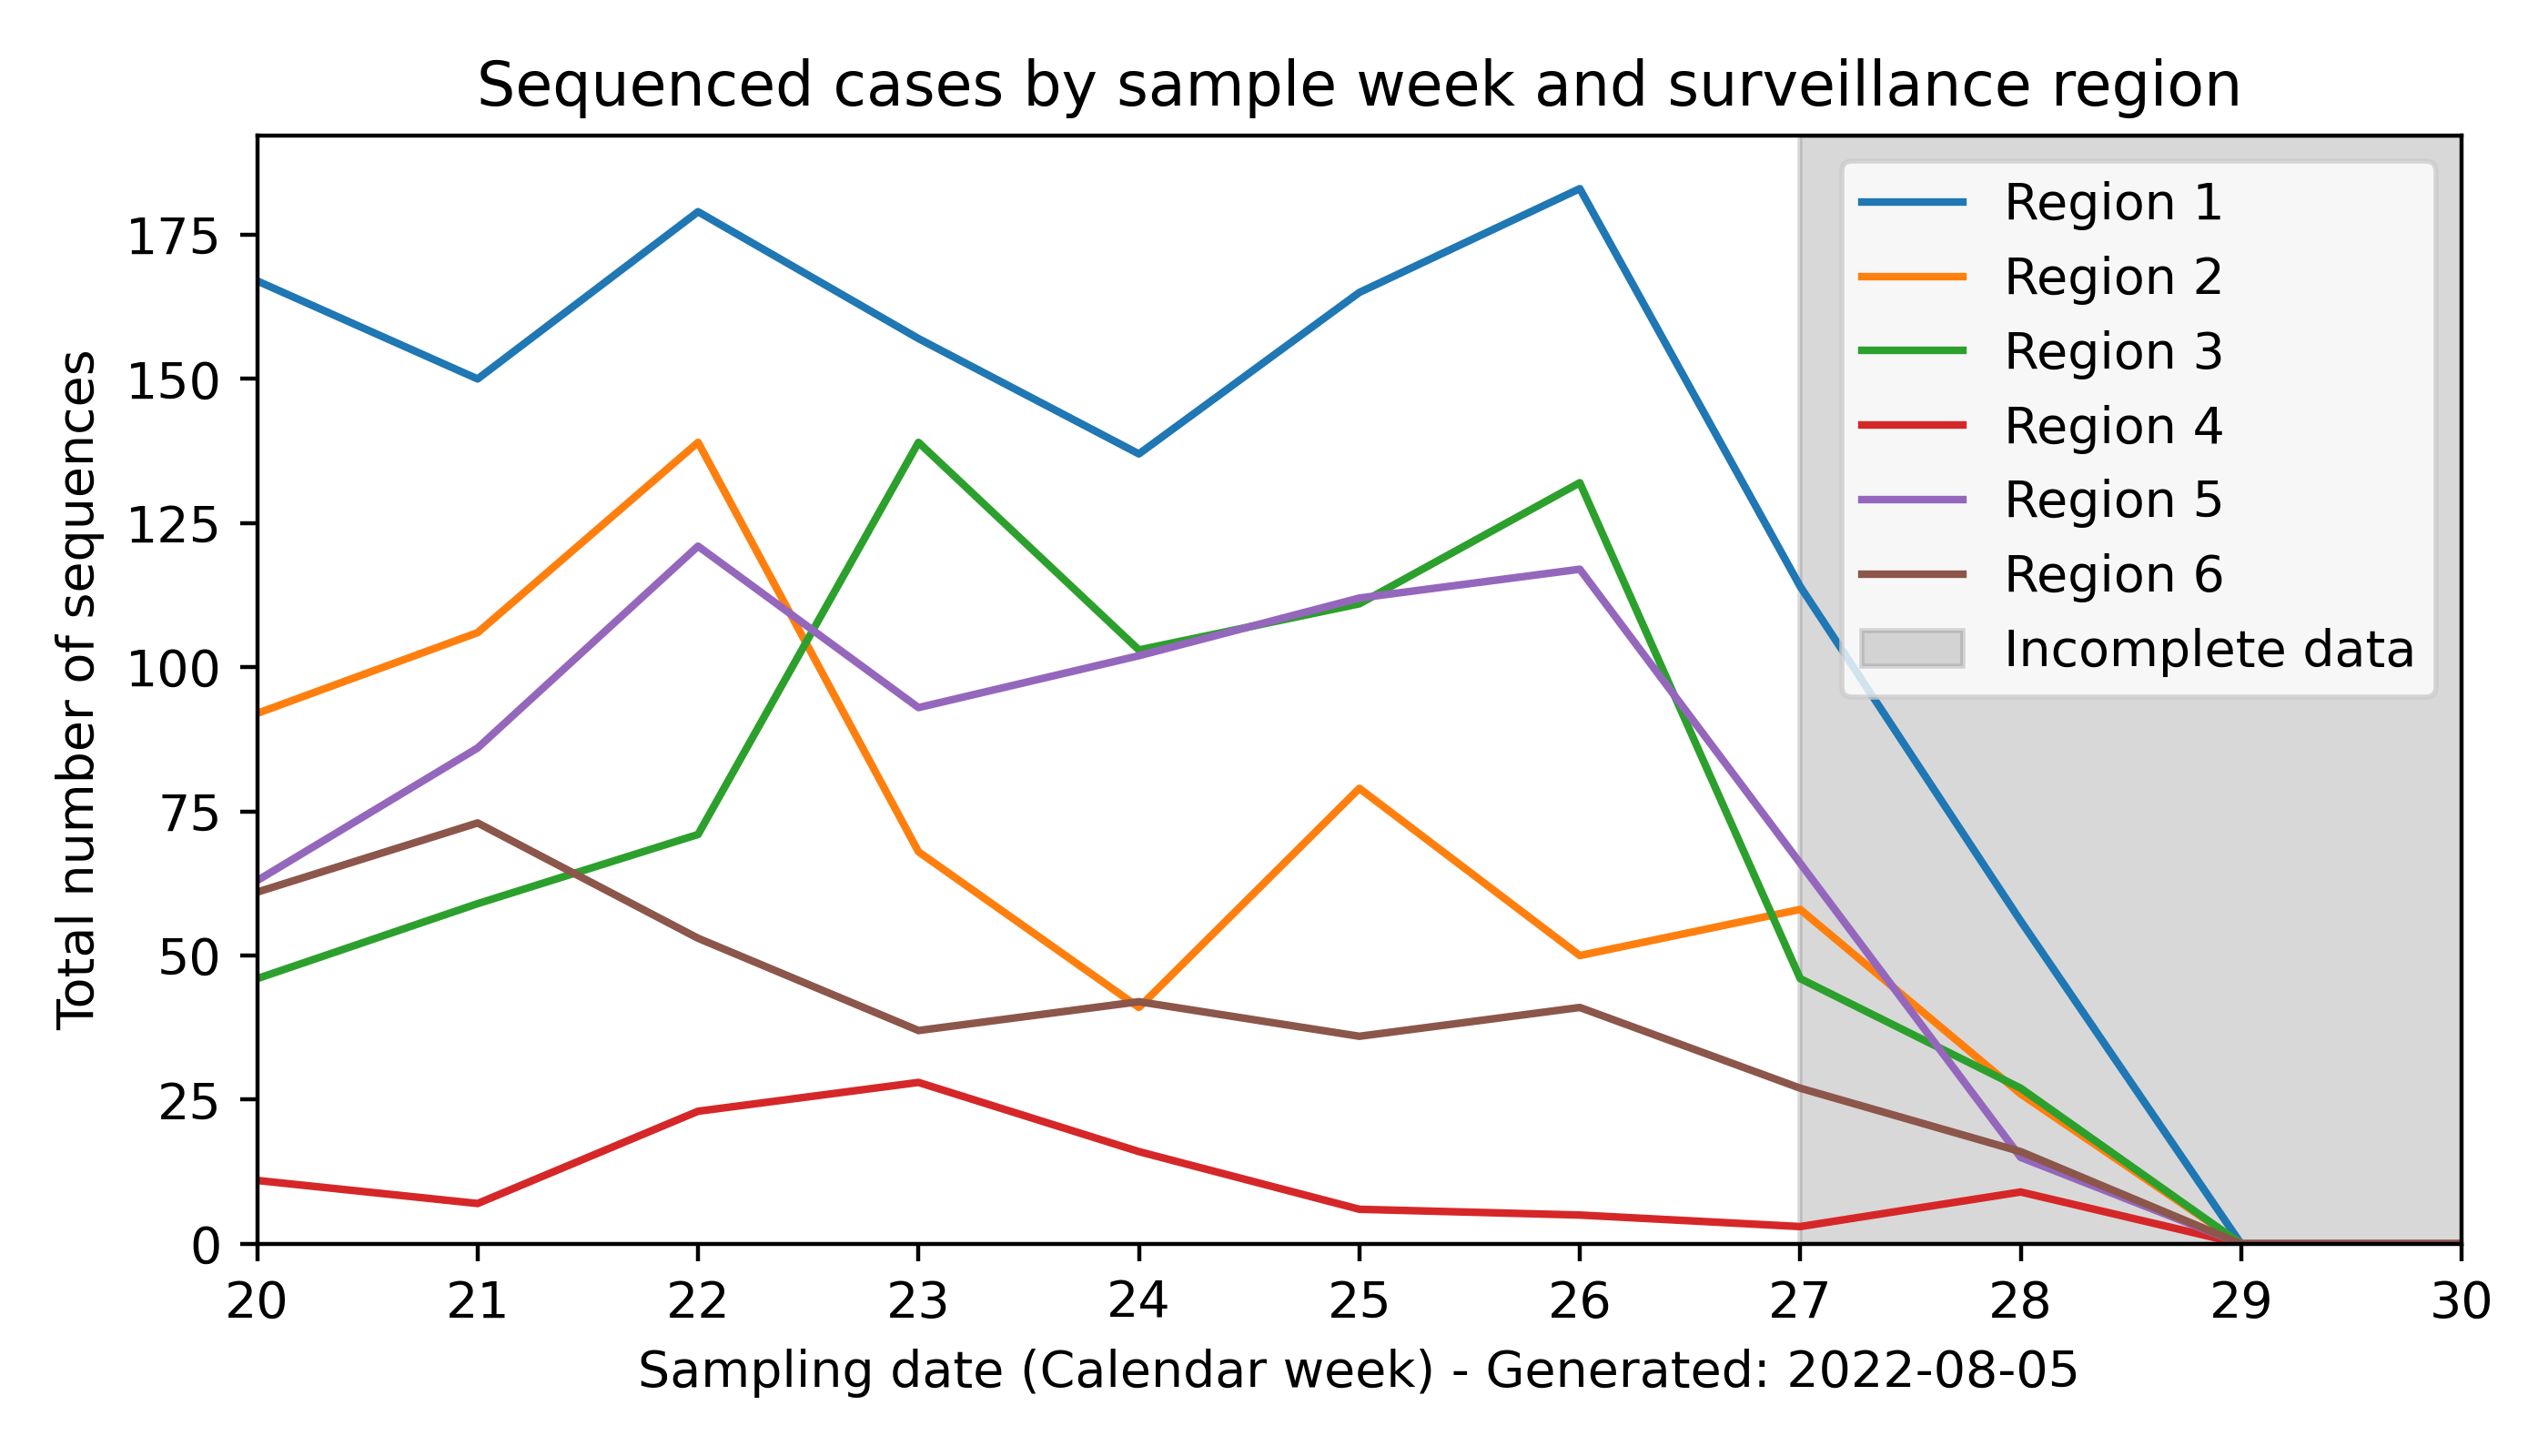 Sequenced cases by sample week and surveillance region
Total number of sequences
175
150
125
100
75
50
25
0
Region 1
Region 2
Region 3
Region 4
Region 5
Region 6
Incomplete data
20 21 22 23 24 25 26 27 28 29 30
Sampling date (Calendar week) - Generated: 2022-08-05